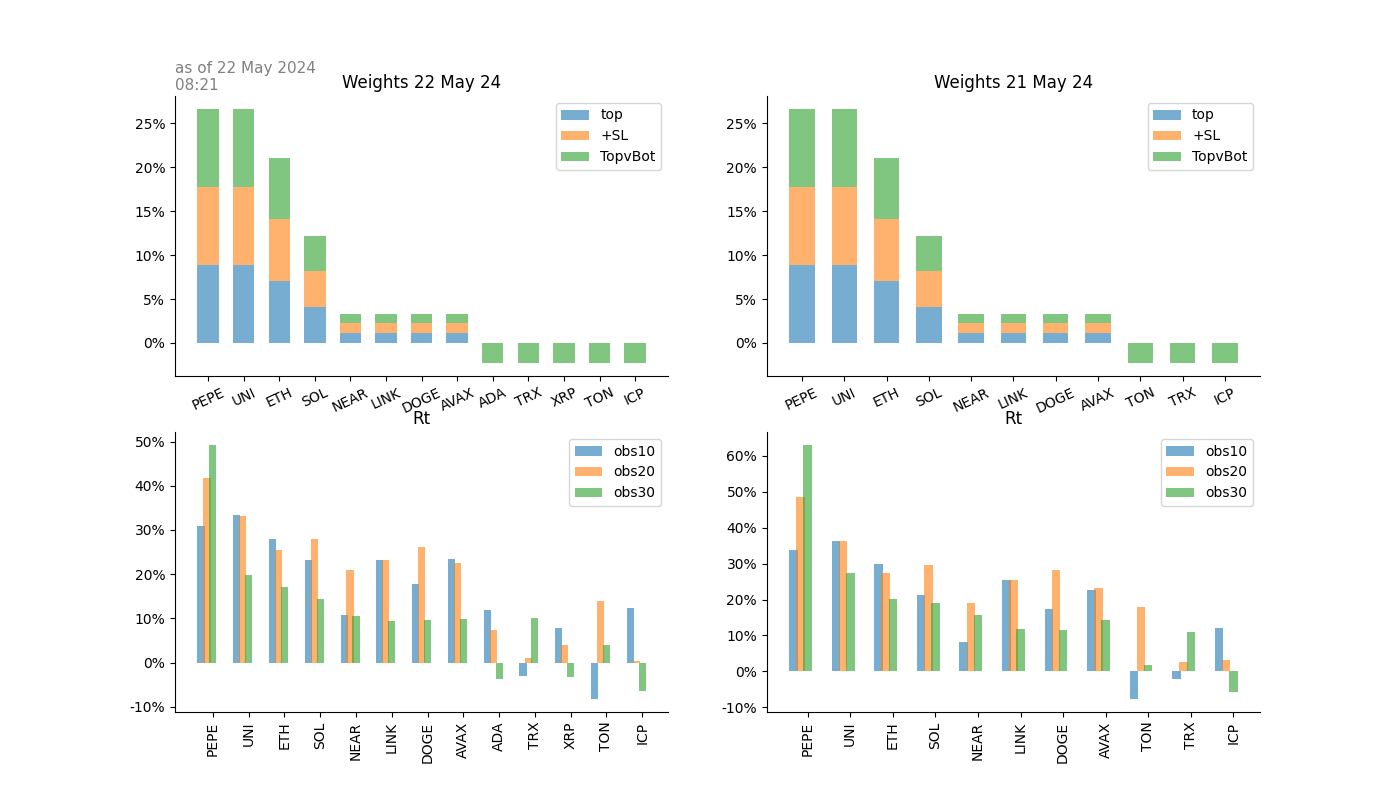 as of 22 May 2024
08:21
Weights 22 May 24
25%
20%
15%
10%
5%
0%
top
+SL
TopvBot
PEPE UNI ETH SOL NEAR LINK DOGE AVAX ADA TRX XRP TON ICP
Weights 21 May 24
25%
20%
15%
10%
5%
0%
top
+SL
TopvBot
PEPE UNI ETH SOL NEAR LINK DOGE AVAX TON TRX ICP
Rt
50%
40%
30%
20%
10%
0%
-10%
obs10
obs20
obs30
PEPE UNI ETH SOL NEAR LINK DOGE AVAX ADA TRX XRP TON ICP
Rt
60%
50%
40%
30%
20%
10%
0%
-10%
obs10
obs20
obs30
PEPE UNI ETH SOL NEAR LINK DOGE AVAX TON TRX ICP